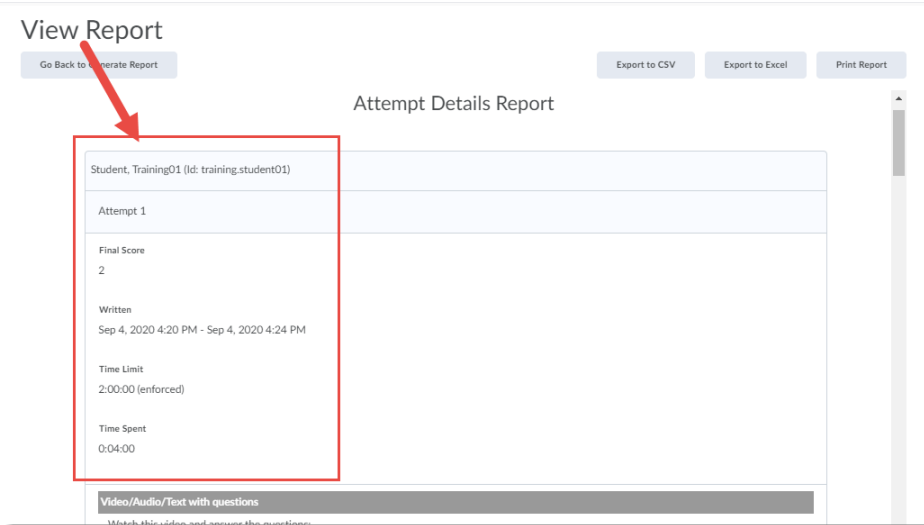 View Report
Go Back to Generate Report
Export to CSV
Export to Excel
Print Report
Attempt Details Report
Student, Training01 (Id: training.student01)
Attempt 1
Final Score
2
Written
Sep 4, 2020 4:20 PM - Sep 4, 2020 4:24 PM
Time Limit
2:00:00 (enforced)
Time Spent
0:04:00
Video/Audio/Text with questions
Watch this video and answer the questions: